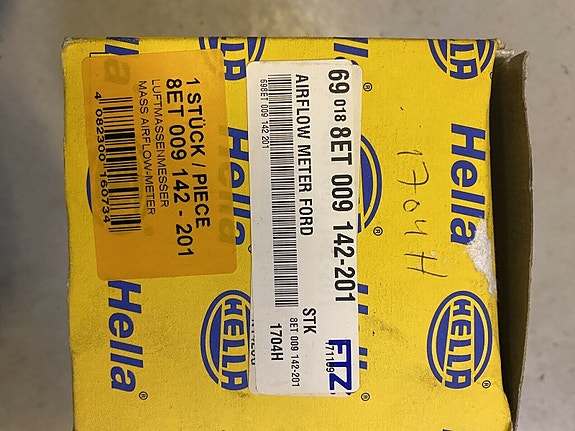 1 STÜCK / PIECE
8ET 009 142 - 201
LUFTMASSENMESSER
MASS AIRFLOW-METER
4 082300 160734
69 018 8ET 009 142-201
AIRFLOW METER FORD
698ET 009 142 201
STK
8ET 009 142-201
1704H
FTZ
1704H
Hella
HELLA
Hella
HELLA
Hella
HELLA
HELLA
HELLA